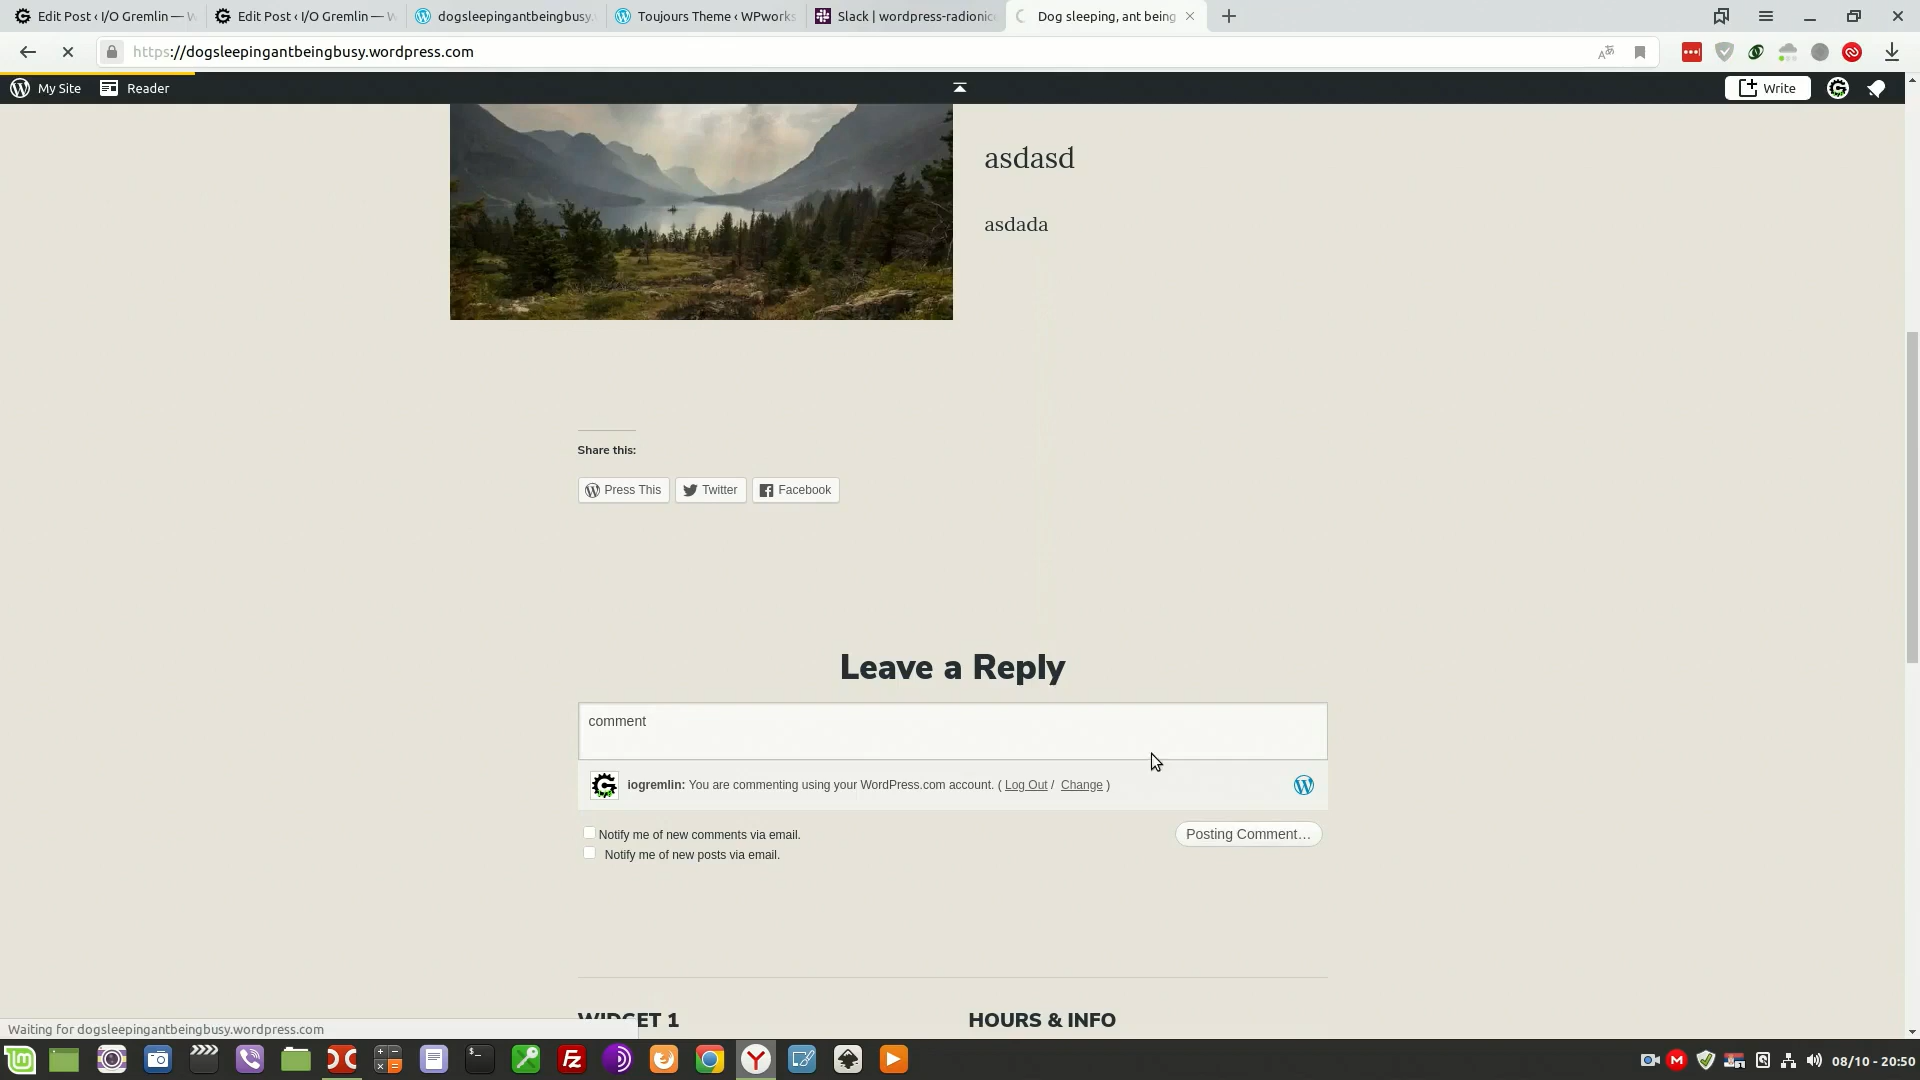 Edit Post ‹ I/O Gremlin — W
Edit Post ‹ I/O Gremlin — W
dogsleepingantbeingbusy.
Toujours Theme ‹ WPworks
Slack | wordpress-radionic
Dog sleeping, ant being
https://dogsleepingantbeingbusy.wordpress.com
My Site
Reader
Write
asdasd
asdada
Share this:
Press This
Twitter
Facebook
Leave a Reply
comment
iogremlin: You are commenting using your WordPress.com account. ( Log Out / Change )
Notify me of new comments via email.
Posting Comment…
Notify me of new posts via email.
WIDGET 1
HOURS & INFO
Waiting for dogsleepingantbeingbusy.wordpress.com
08/10 - 20:50